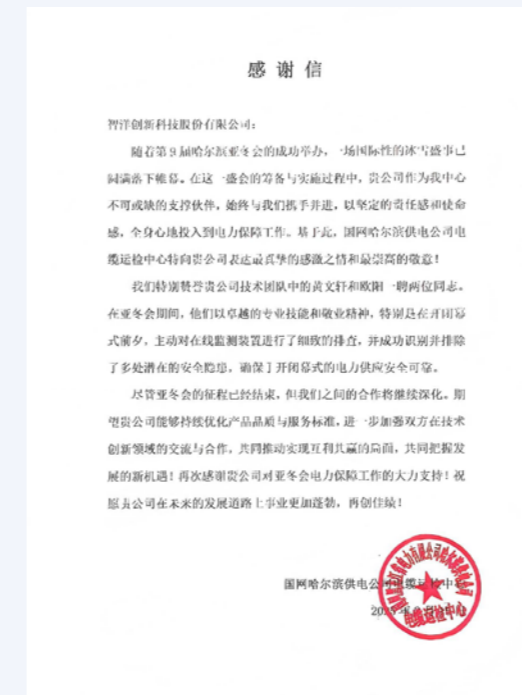 感谢信
智洋创新科技股份有限公司：
随着第9届哈尔滨亚冬会的成功举办，一场国际性的冰雪盛事已
圆满落下帷幕。在这一盛会的筹备与实施过程中，贵公司作为我中心
不可或缺的支撑伙伴，始终与我们携手并进，以坚定的责任感和使命
感，全身心地投入到电力保障工作。基于此，国网哈尔滨供电公司电
缆运检中心特向贵公司表达最真挚的感激之情和最崇高的敬意！
我们特别赞誉贵公司技术团队中的黄文轩和欧阳一聘两位同志。
在亚冬会期间，他们以卓越的专业技能和敬业精神，特别是在开闭幕
式前夕，主动对在线监测装置进行了细致的排查，并成功识别并排除
了多处潜在的安全隐患，确保了开闭幕式的电力供应安全可靠。
尽管亚冬会的征程已经结束，但我们之间的合作将继续深化。期
望贵公司能够持续优化产品品质与服务标准，进一步加强双方在技术
创新领域的交流与合作，共同推动实现互利共赢的局面，共同把握发
展的新机遇！再次感谢贵公司对亚冬会电力保障工作的大力支持！祝
愿贵公司在未来的发展道路上事业更加蓬勃，再创佳绩！
国网哈尔滨供电公司电缆运检中心
电缆运检中心